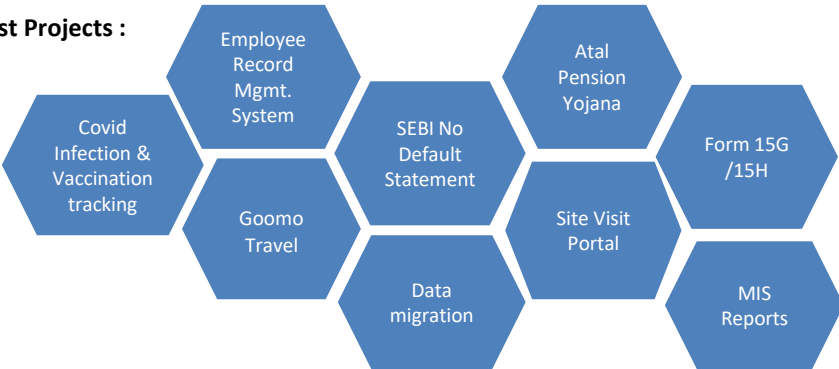 st Projects :
Employee
Record
Mgmt.
System
Atal
Pension
Yojana
Covid
Infection &
Vaccination
tracking
SEBI No
Default
Statement
Form 15G
/15H
Goomo
Travel
Site Visit
Portal
Data
migration
MIS
Reports